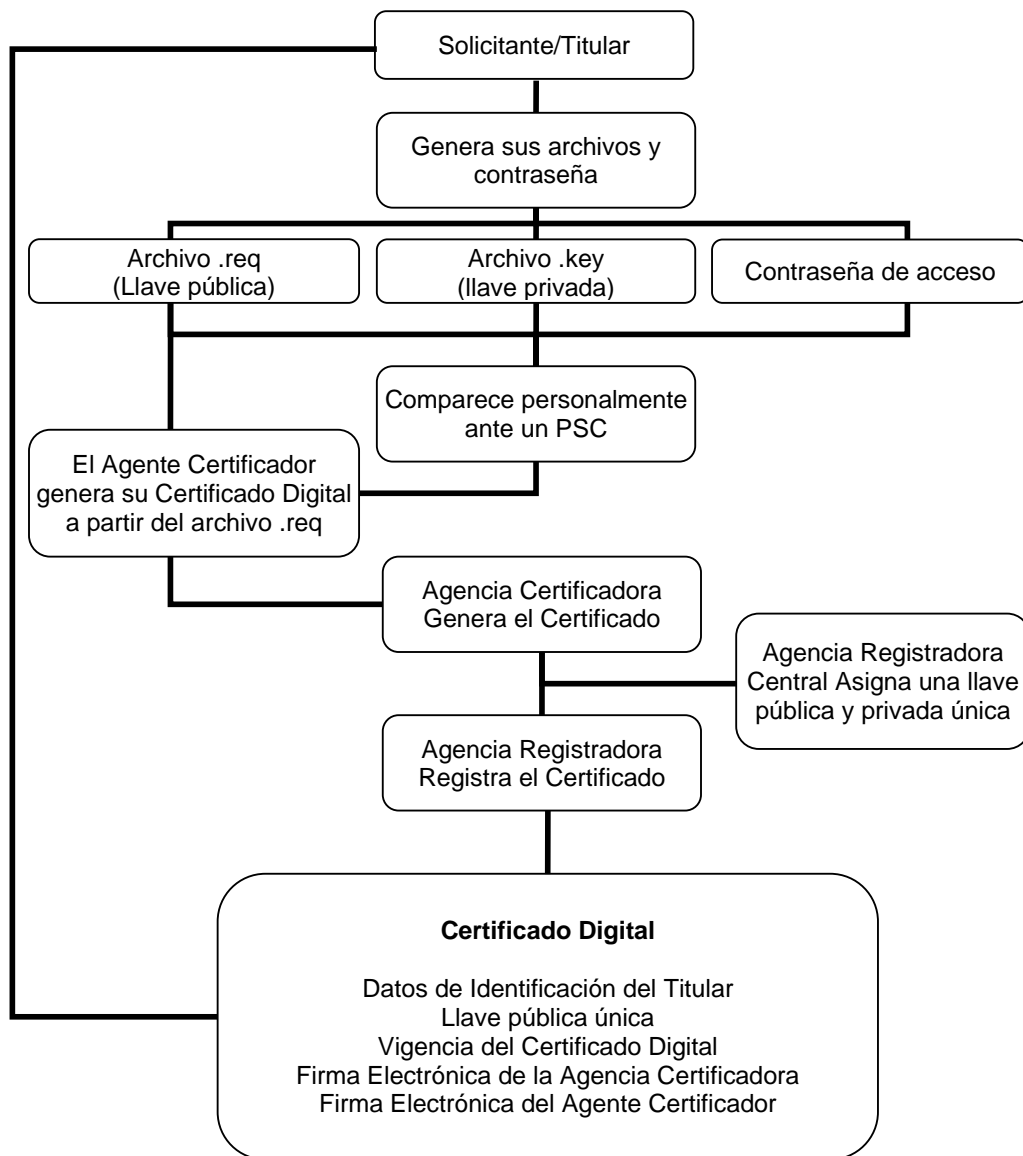 Solicitante/Titular
Genera sus archivos y
contraseña
Archivo .req
(Llave pública)
Archivo .key
(llave privada)
Contraseña de acceso
Comparece personalmente
ante un PSC
El Agente Certificador
genera su Certificado Digital
a partir del archivo .req
Agencia Certificadora
Genera el Certificado
Agencia Registradora
Central Asigna una llave
pública y privada única
Agencia Registradora
Registra el Certificado
Certificado Digital
Datos de Identificación del Titular
Llave pública única
Vigencia del Certificado Digital
Firma Electrónica de la Agencia Certificadora
Firma Electrónica del Agente Certificador